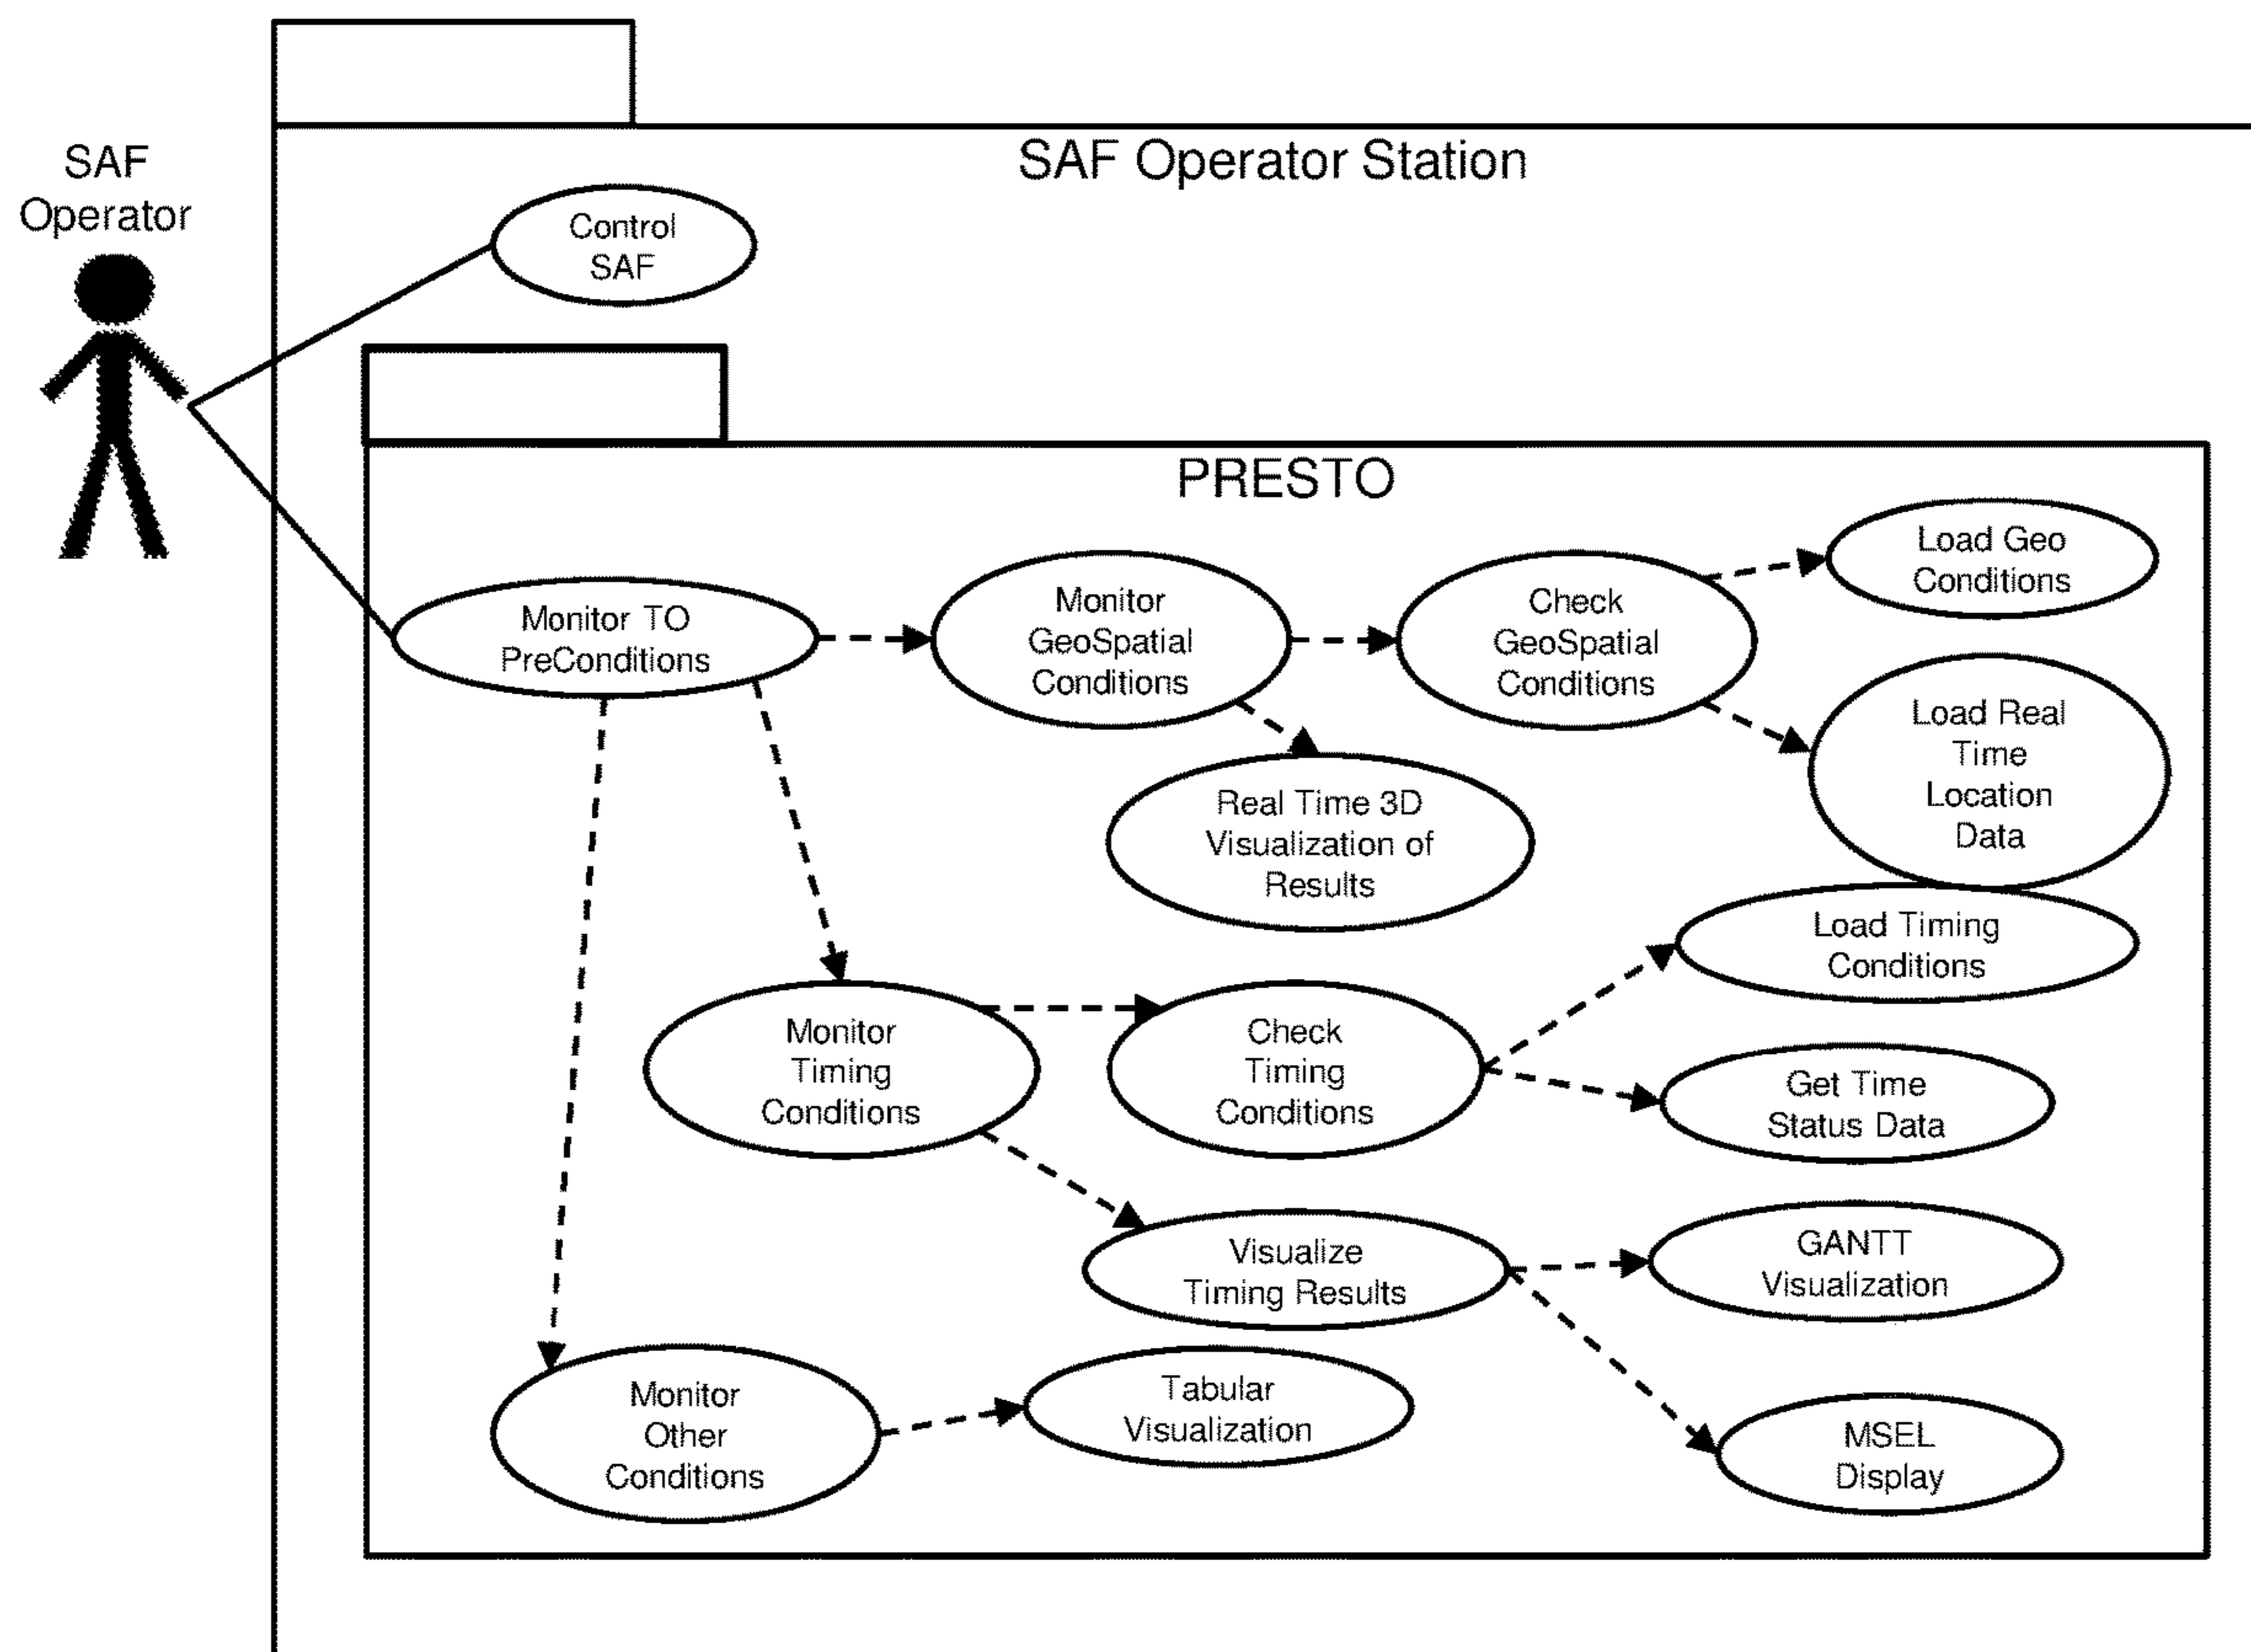 SAF
Operator
SAF Operator Station
Control
SAF
PRESTO
Monitor TO
PreConditions
Monitor
GeoSpatial
Conditions
Check
GeoSpatial
Conditions
Load Geo
Conditions
Load Real
Time
Location
Data
Real Time 3D
Visualization of
Results
Load Timing
Conditions
Monitor
Timing
Conditions
Check
Timing
Conditions
Get Time
Status Data
Visualize
Timing Results
GANTT
Visualization
Monitor
Other
Conditions
Tabular
Visualization
MSEL
Display